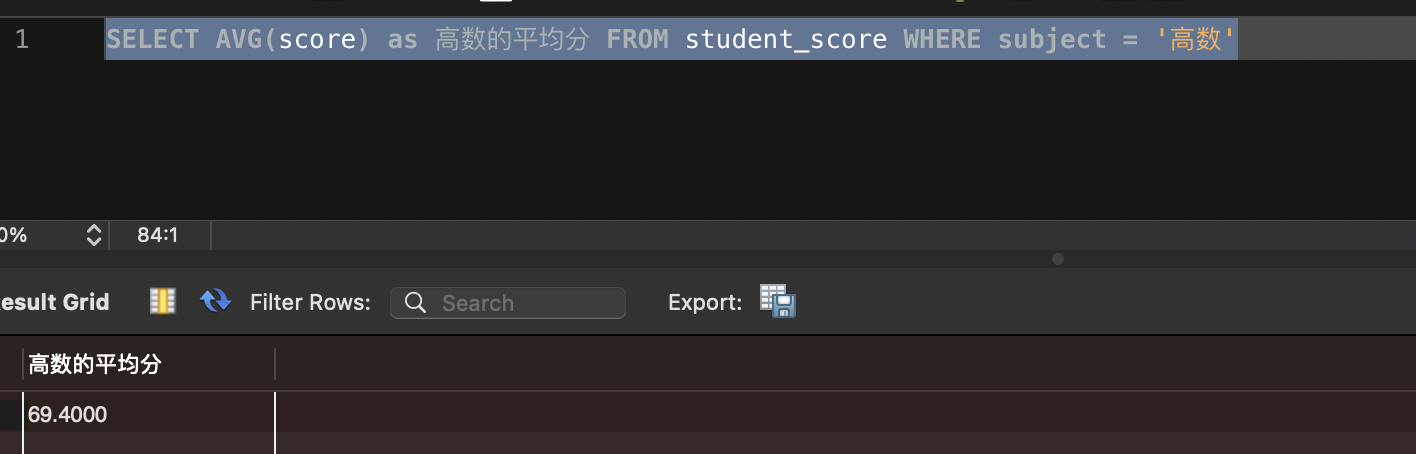 1 SELECT AVG(score) as 高数的平均分 FROM student_score WHERE subject = '高数'
0% 84:1
esult Grid Filter Rows: Search Export:
高数的平均分
69.4000